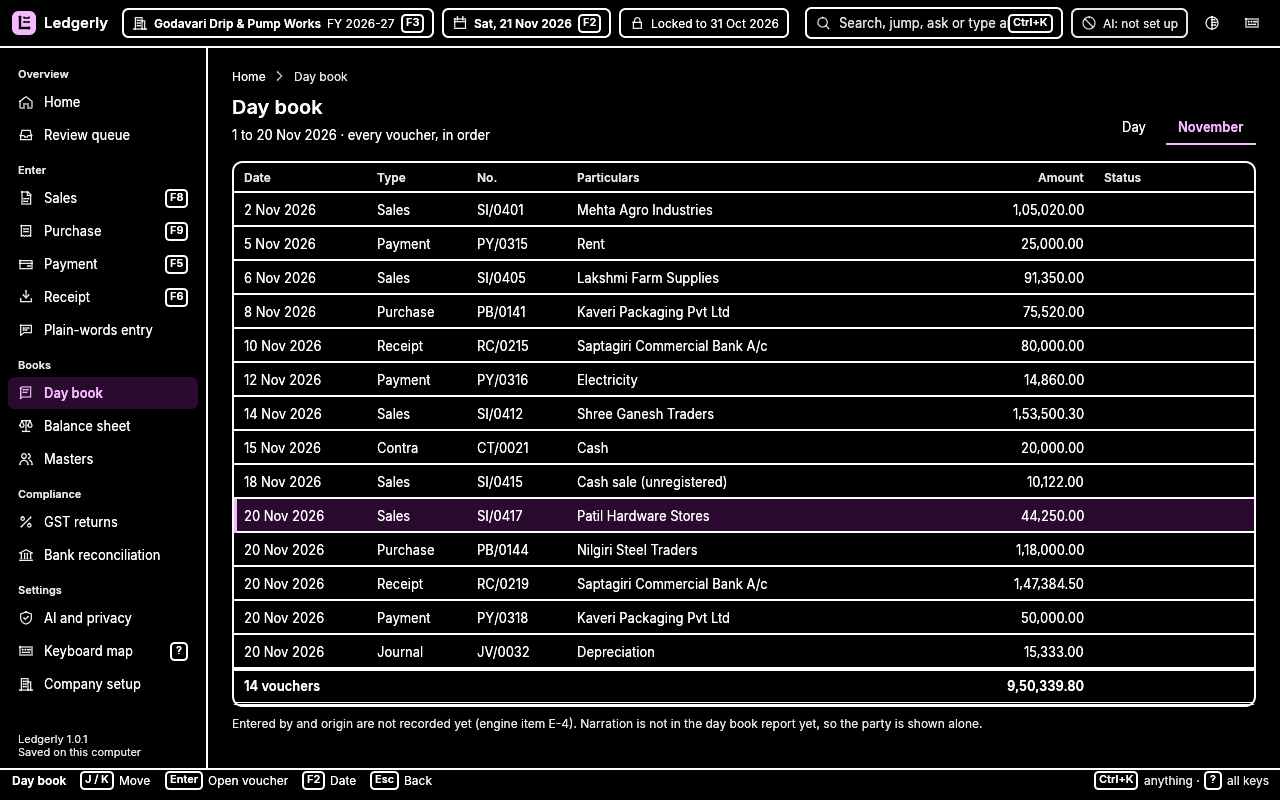 Ledgerly
Godavari Drip & Pump Works FY 2026-27 F3
Sat, 21 Nov 2026 F2
Locked to 31 Oct 2026
Search, jump, ask or type a Ctrl+K
AI: not set up
Overview
Home
Review queue
Enter
Sales F8
Purchase F9
Payment F5
Receipt F6
Plain-words entry
Books
Day book
Balance sheet
Masters
Compliance
GST returns
Bank reconciliation
Settings
AI and privacy
Keyboard map ?
Company setup
Ledgerly 1.0.1
Saved on this computer
Home > Day book
Day book
1 to 20 Nov 2026 · every voucher, in order
Day November
Date Type No. Particulars Amount Status
2 Nov 2026 Sales SI/0401 Mehta Agro Industries 1,05,020.00
5 Nov 2026 Payment PY/0315 Rent 25,000.00
6 Nov 2026 Sales SI/0405 Lakshmi Farm Supplies 91,350.00
8 Nov 2026 Purchase PB/0141 Kaveri Packaging Pvt Ltd 75,520.00
10 Nov 2026 Receipt RC/0215 Saptagiri Commercial Bank A/c 80,000.00
12 Nov 2026 Payment PY/0316 Electricity 14,860.00
14 Nov 2026 Sales SI/0412 Shree Ganesh Traders 1,53,500.30
15 Nov 2026 Contra CT/0021 Cash 20,000.00
18 Nov 2026 Sales SI/0415 Cash sale (unregistered) 10,122.00
20 Nov 2026 Sales SI/0417 Patil Hardware Stores 44,250.00
20 Nov 2026 Purchase PB/0144 Nilgiri Steel Traders 1,18,000.00
20 Nov 2026 Receipt RC/0219 Saptagiri Commercial Bank A/c 1,47,384.50
20 Nov 2026 Payment PY/0318 Kaveri Packaging Pvt Ltd 50,000.00
20 Nov 2026 Journal JV/0032 Depreciation 15,333.00
14 vouchers 9,50,339.80
Entered by and origin are not recorded yet (engine item E-4). Narration is not in the day book report yet, so the party is shown alone.
Day book J / K Move Enter Open voucher F2 Date Esc Back
Ctrl+K anything · ? all keys